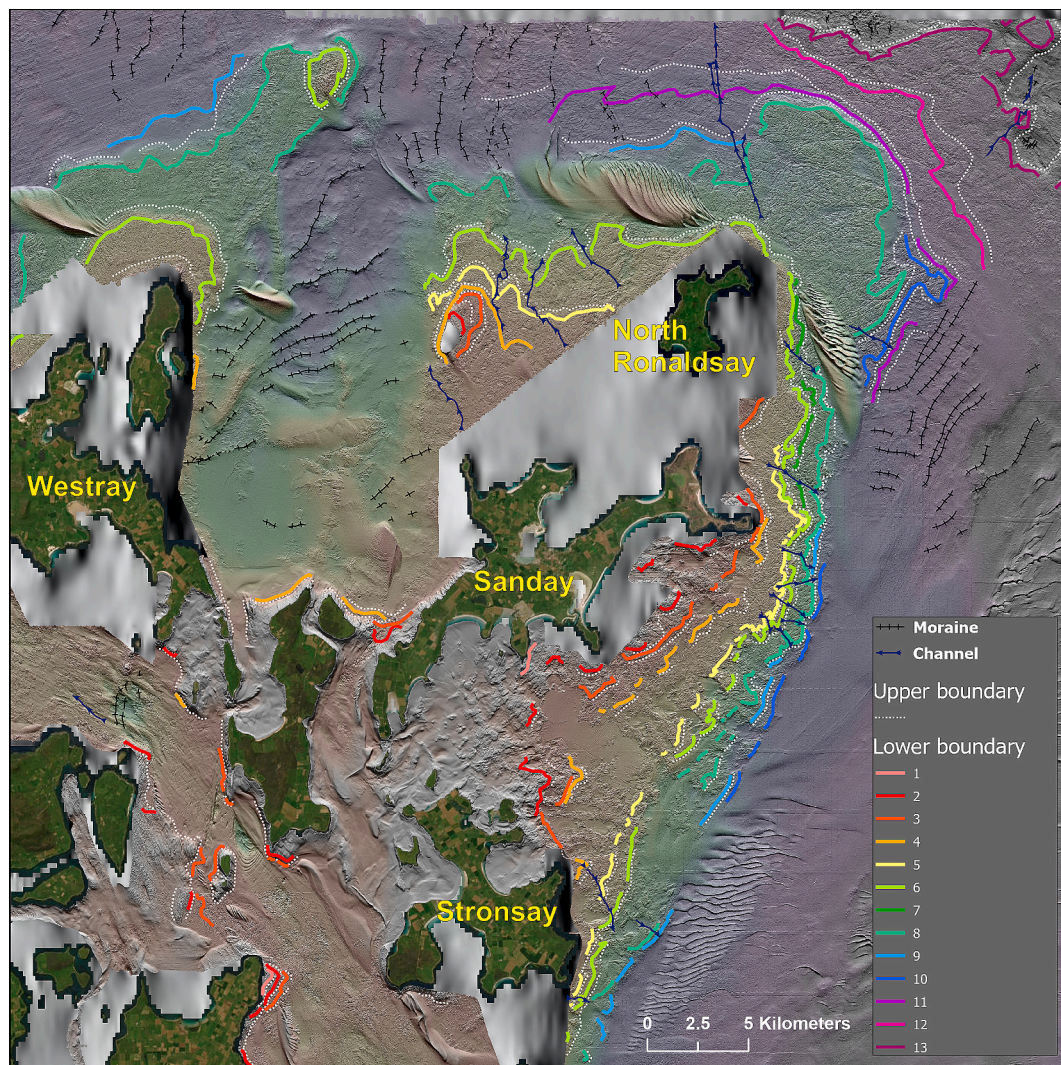 North
Ronaldsay
Westray
Sanday
Stronsay
Moraine
Channel
Upper boundary
Lower boundary
1
2
3
4
5
6
7
8
9
10
11
12
13
0 2.5 5 Kilometers